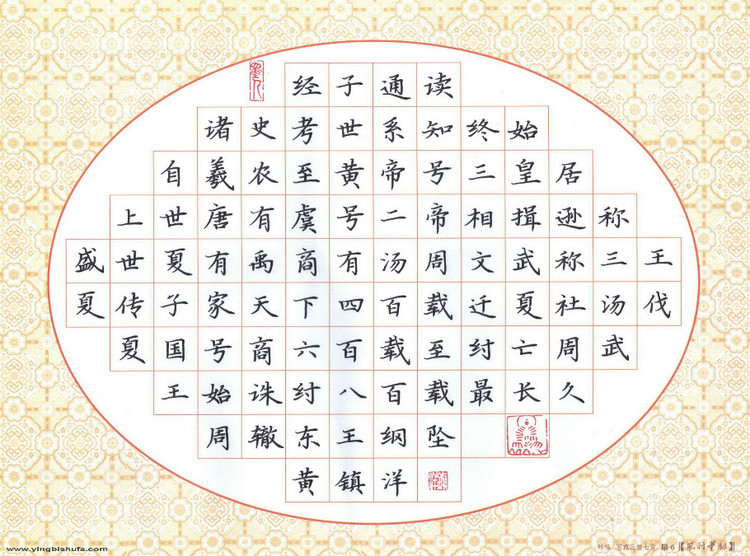 经子通读
诸史考世系知终始
自羲农至黄帝号三皇居
上世唐有虞号二帝相揖逊称
盛世夏有禹商有汤周文武称三王
夏传子家天下四百载迁夏社汤伐
夏国号商六百载至纣亡周武
王始诛纣八百载最长久
周辙东王纲坠
黄镇洋
www.yingbishufa.com